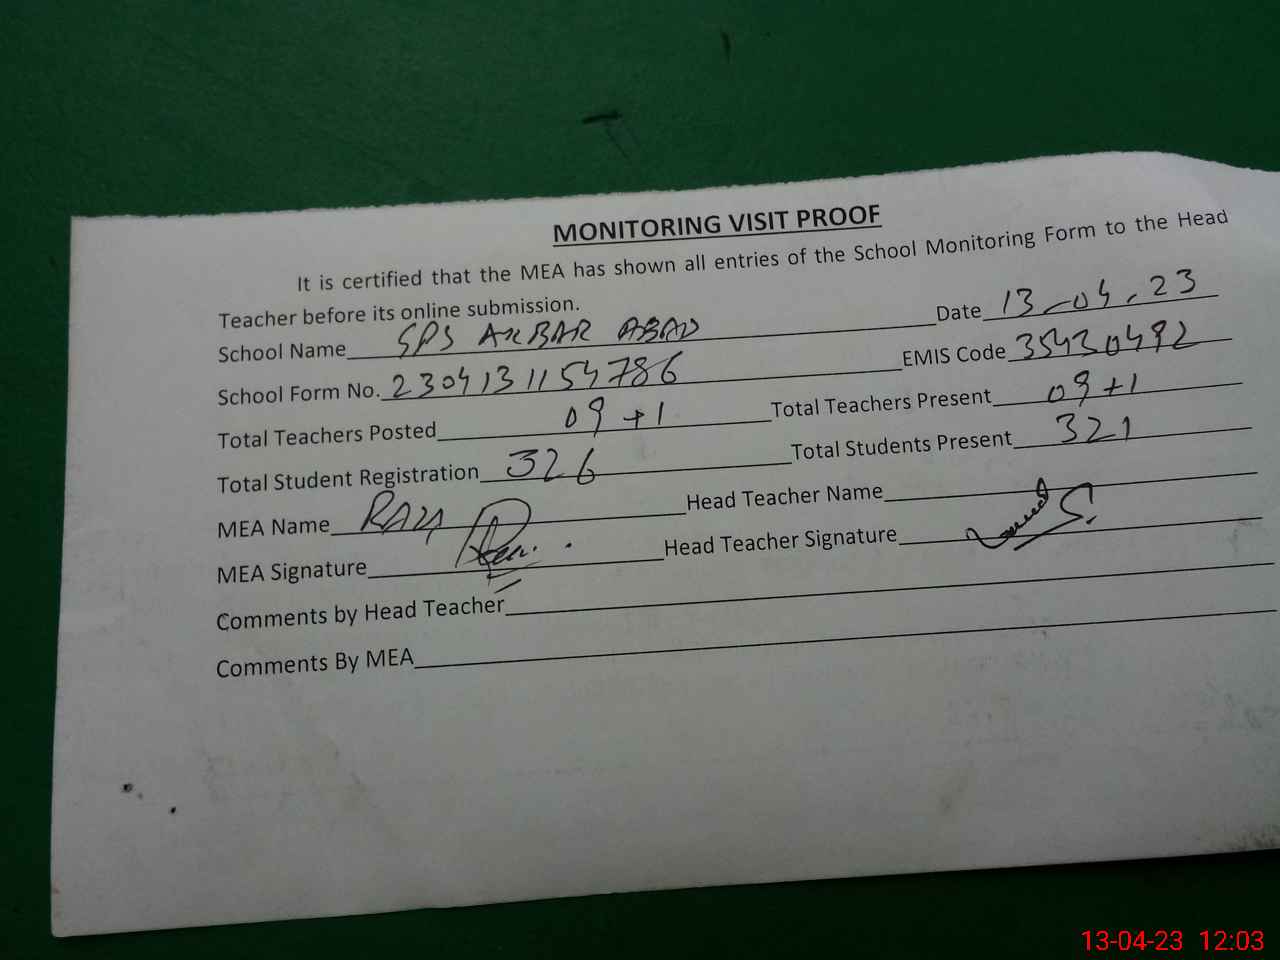 MONITORING VISIT PROOF
It is certified that the MEA has shown all entries of the School Monitoring Form to the Head
Teacher before its online submission.
School Name GPS AKBAR ABAD Date 13-04-23
School Form No. 2304131154786 EMIS Code 35430492
Total Teachers Posted 09+1 Total Teachers Present 09+1
Total Student Registration 326 Total Students Present 321
MEA Name RAZA Head Teacher Name
MEA Signature Head Teacher Signature
Comments by Head Teacher
Comments By MEA
13-04-23 12:03